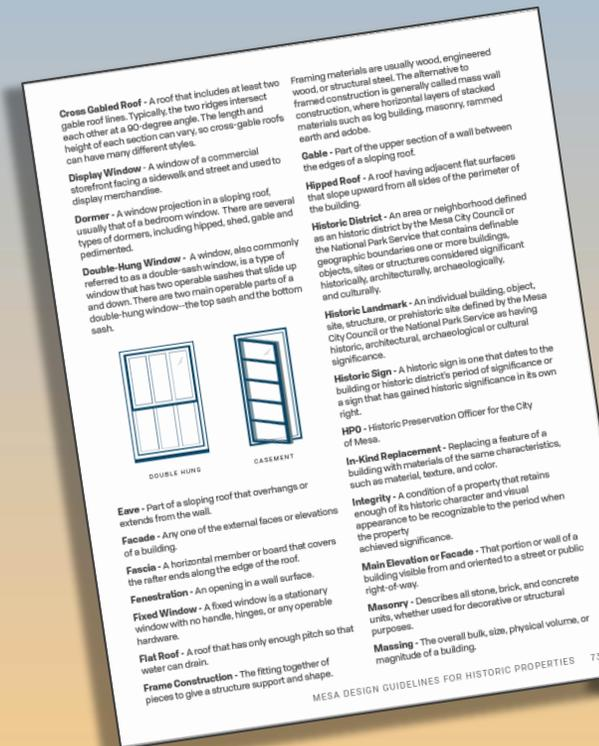 Cross Gabled Roof - A roof that includes at least two
gable roof lines. Typically, the two ridges intersect
each other at a 90-degree angle. The length and
height of each section can vary, so cross-gable roofs
can have many different styles.
Display Window - A window of a commercial
storefront facing a sidewalk and street and used to
display merchandise.
Dormer - A window projection in a sloping roof,
usually that of a bedroom window. There are several
types of dormers, including hipped, shed, gable and
pedimented.
Double-Hung Window - A window, also commonly
referred to as a double-sash window, is a type of
window that has two operable sashes that slide up
and down. There are two main operable parts of a
double-hung window—the top sash and the bottom
sash.
DOUBLE HUNG
CASEMENT
Eave - Part of a sloping roof that overhangs or
extends from the wall.
Facade - Any one of the external faces or elevations
of a building.
Fascia - A horizontal member or board that covers
the rafter ends along the edge of the roof.
Fenestration - An opening in a wall surface.
Fixed Window - A fixed window is a stationary
window with no handle, hinges, or any operable
hardware.
Flat Roof - A roof that has only enough pitch so that
water can drain.
Frame Construction - The fitting together of
pieces to give a structure support and shape.
Framing materials are usually wood, engineered
wood, or structural steel. The alternative to
framed construction is generally called mass wall
construction, where horizontal layers of stacked
materials such as log building, masonry, rammed
earth and adobe.
Gable - Part of the upper section of a wall between
the edges of a sloping roof.
Hipped Roof - A roof having adjacent flat surfaces
that slope upward from all sides of the perimeter of
the building.
Historic District - An area or neighborhood defined
as an historic district by the Mesa City Council or
the National Park Service that contains definable
geographic boundaries one or more buildings,
objects, sites or structures considered significant
historically, architecturally, archaeologically,
and culturally.
Historic Landmark - An individual building, object,
site, structure, or prehistoric site defined by the Mesa
City Council or the National Park Service as having
historic, architectural, archaeological or cultural
significance.
Historic Sign - A historic sign is one that dates to the
building or historic district's period of significance or
a sign that has gained historic significance in its own
right.
HPO - Historic Preservation Officer for the City
of Mesa.
In-Kind Replacement - Replacing a feature of a
building with materials of the same characteristics,
such as material, texture, and color.
Integrity - A condition of a property that retains
enough of its historic character and visual
appearance to be recognizable to the period when
the property
achieved significance.
Main Elevation or Facade - That portion or wall of a
building visible from and oriented to a street or public
right-of-way.
Masonry - Describes all stone, brick, and concrete
units, whether used for decorative or structural
purposes.
Massing - The overall bulk, size, physical volume, or
magnitude of a building.
MESA DESIGN GUIDELINES FOR HISTORIC PROPERTIES